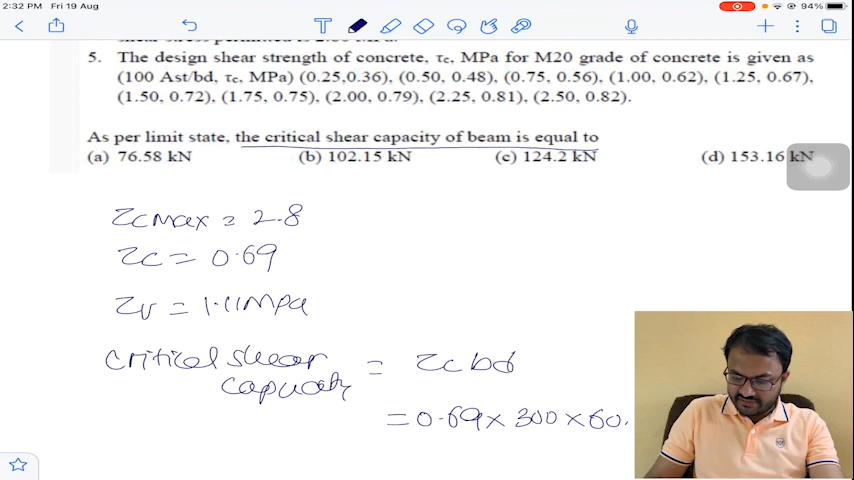 2:32 PM Fri 19 Aug
94%
5. The design shear strength of concrete, τc, MPa for M20 grade of concrete is given as
(100 Ast/bd, τc, MPa) (0.25,0.36), (0.50, 0.48), (0.75, 0.56), (1.00, 0.62), (1.25, 0.67),
(1.50, 0.72), (1.75, 0.75), (2.00, 0.79), (2.25, 0.81), (2.50, 0.82).
As per limit state, the critical shear capacity of beam is equal to
(a) 76.58 kN (b) 102.15 kN (c) 124.2 kN (d) 153.16 kN
τcmax = 2.8
τc = 0.69
τv = 1.11MPa
critical shear capacity = τcbd
= 0.69 × 300 × 60